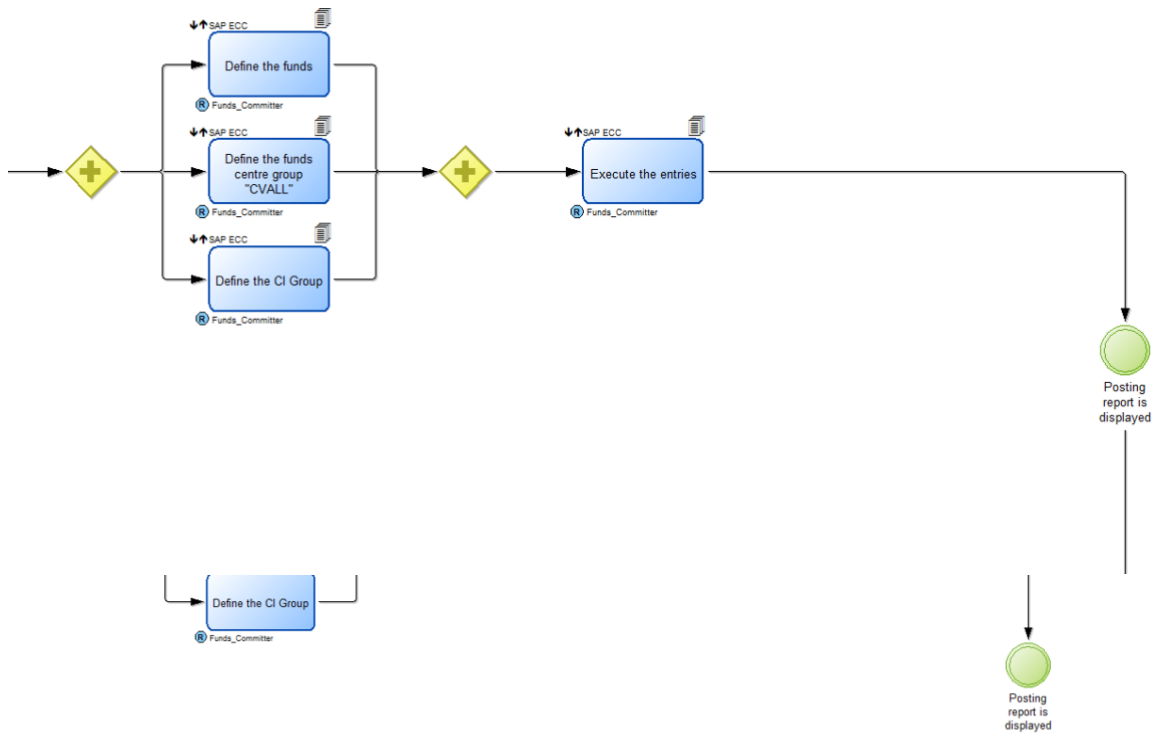 SAP ECC
Define the funds
R Funds_Committer
SAP ECC
Define the funds
centre group
"CVALL"
R Funds_Committer
SAP ECC
Execute the entries
R Funds_Committer
SAP ECC
Define the CI Group
R Funds_Committer
Posting
report is
displayed
Define the CI Group
R Funds_Committer
Posting
report is
displayed